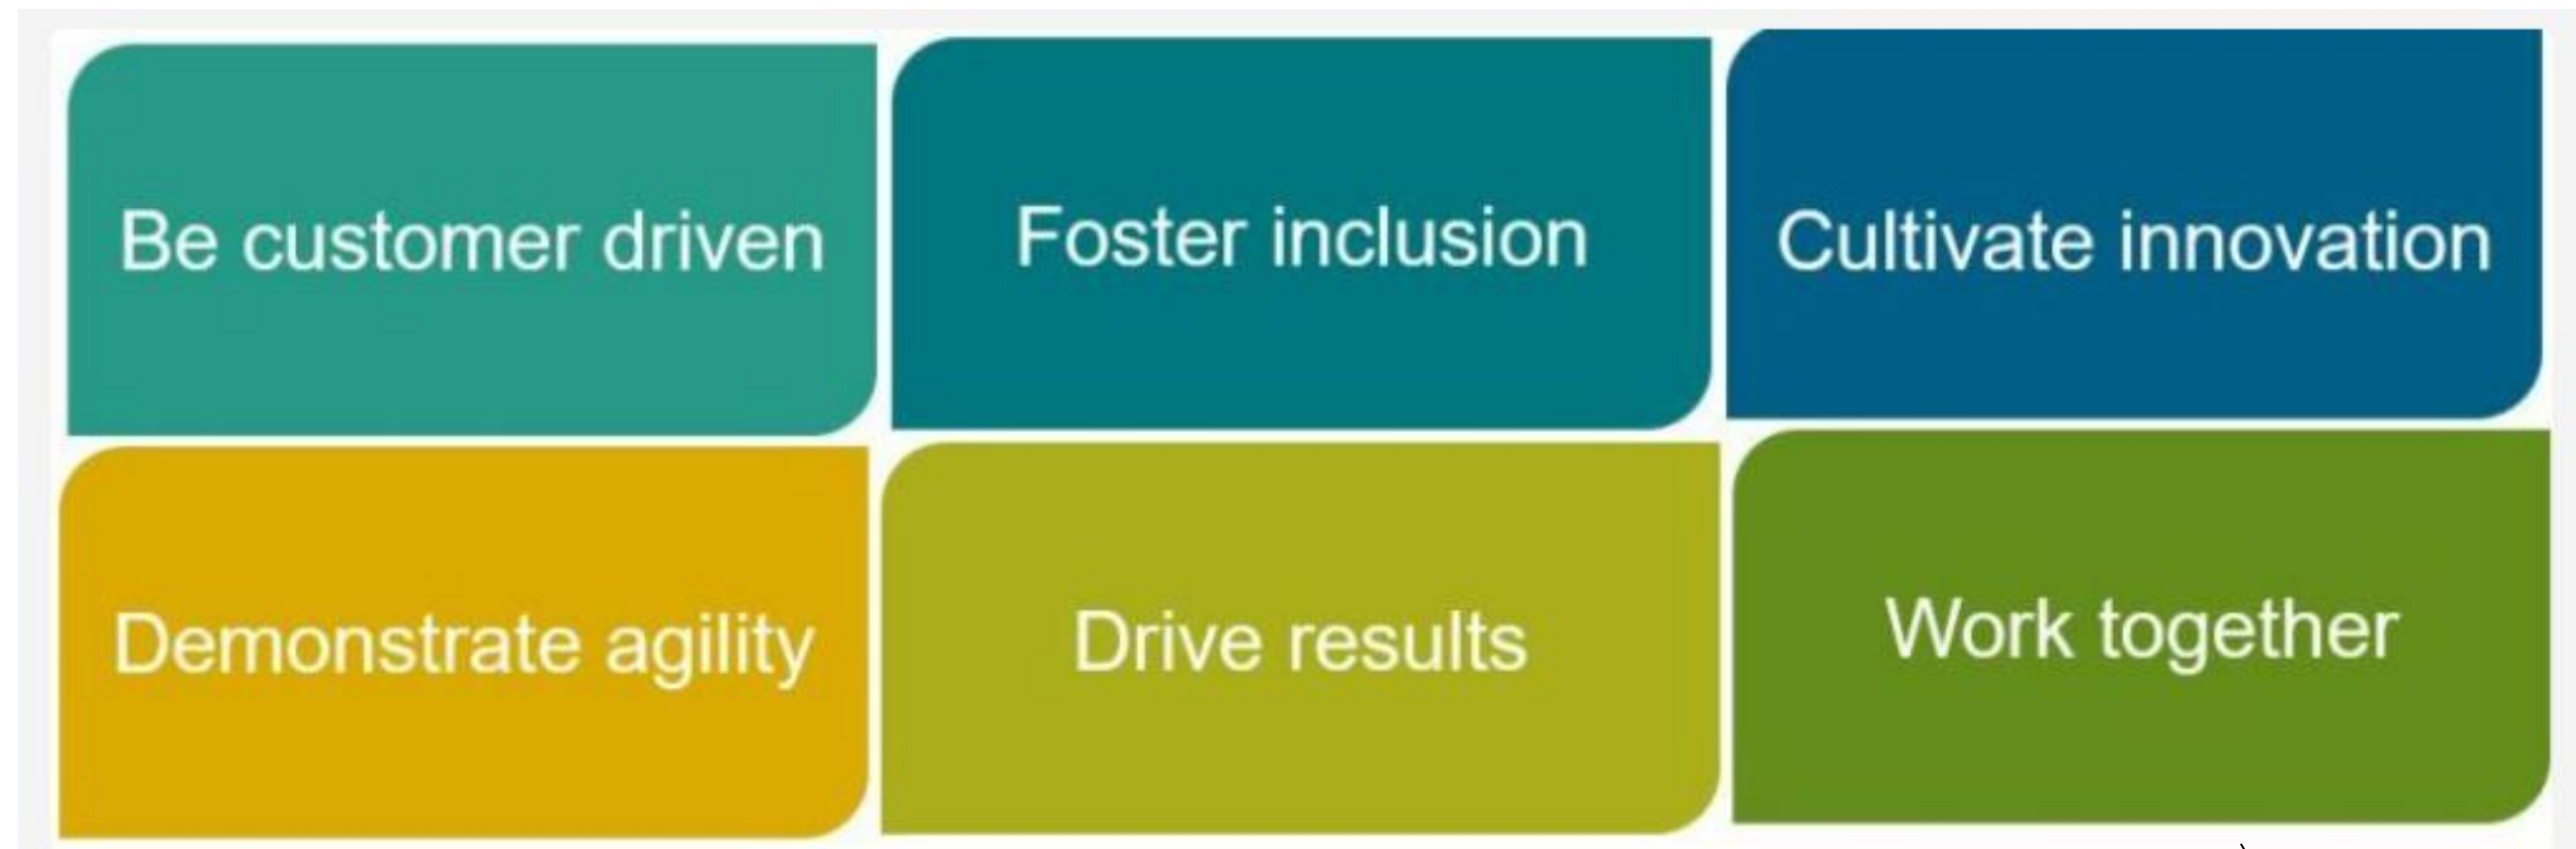 Be customer driven
Foster inclusion
Cultivate innovation
Demonstrate agility
Drive results
Work together